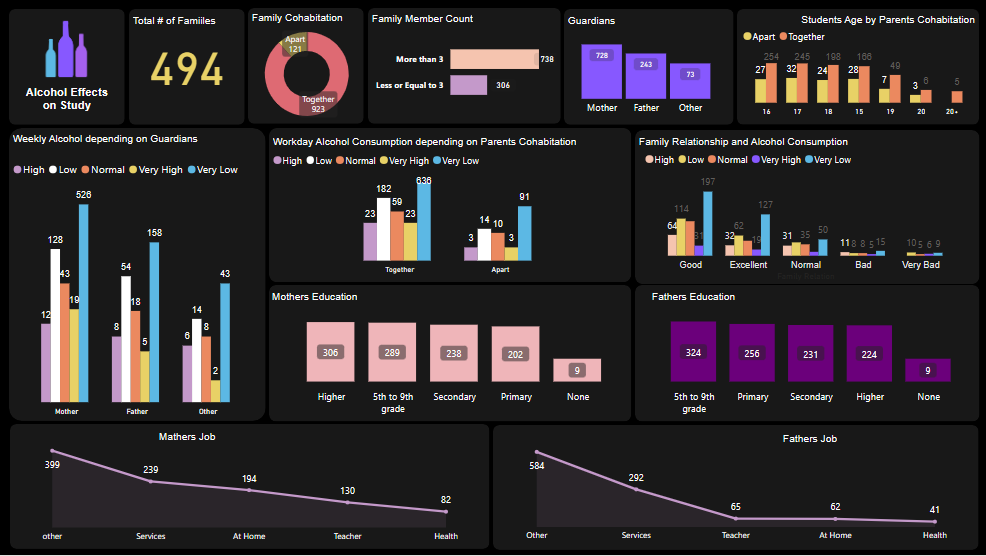 Alcohol Effects
on Study
Total # of Famiiles
494
Family Cohabitation
Apart
121
Together
923
Family Member Count
More than 3
738
Less or Equal to 3
306
Guardians
728
243
73
Mother Father Other
Students Age by Parents Cohabitation
Apart Together
27 254 32 245 24 198 28 166 7 49 3 6 5
16 17 18 15 19 20 20+
Weekly Alcohol depending on Guardians
High Low Normal Very High Very Low
12 128 43 19 526
8 54 18 5 158
6 14 8 2 43
Mother Father Other
Workday Alcohol Consumption depending on Parents Cohabitation
High Low Normal Very High Very Low
23 182 59 23 636
3 14 10 3 91
Together Apart
Family Relationship and Alcohol Consumption
High Low Normal Very High Very Low
64 114 31 197
32 62 19 127
31 35 50
11 8 8 5 15
10 5 6 9
Good Excellent Normal Bad Very Bad
Mothers Education
306 289 238 202 9
Higher 5th to 9th Secondary Primary None
grade
Fathers Education
324 256 231 224 9
5th to 9th Primary Secondary Higher None
grade
Mathers Job
399 239 194 130 82
other Services At Home Teacher Health
Fathers Job
584 292 65 62 41
Other Services Teacher At Home Health